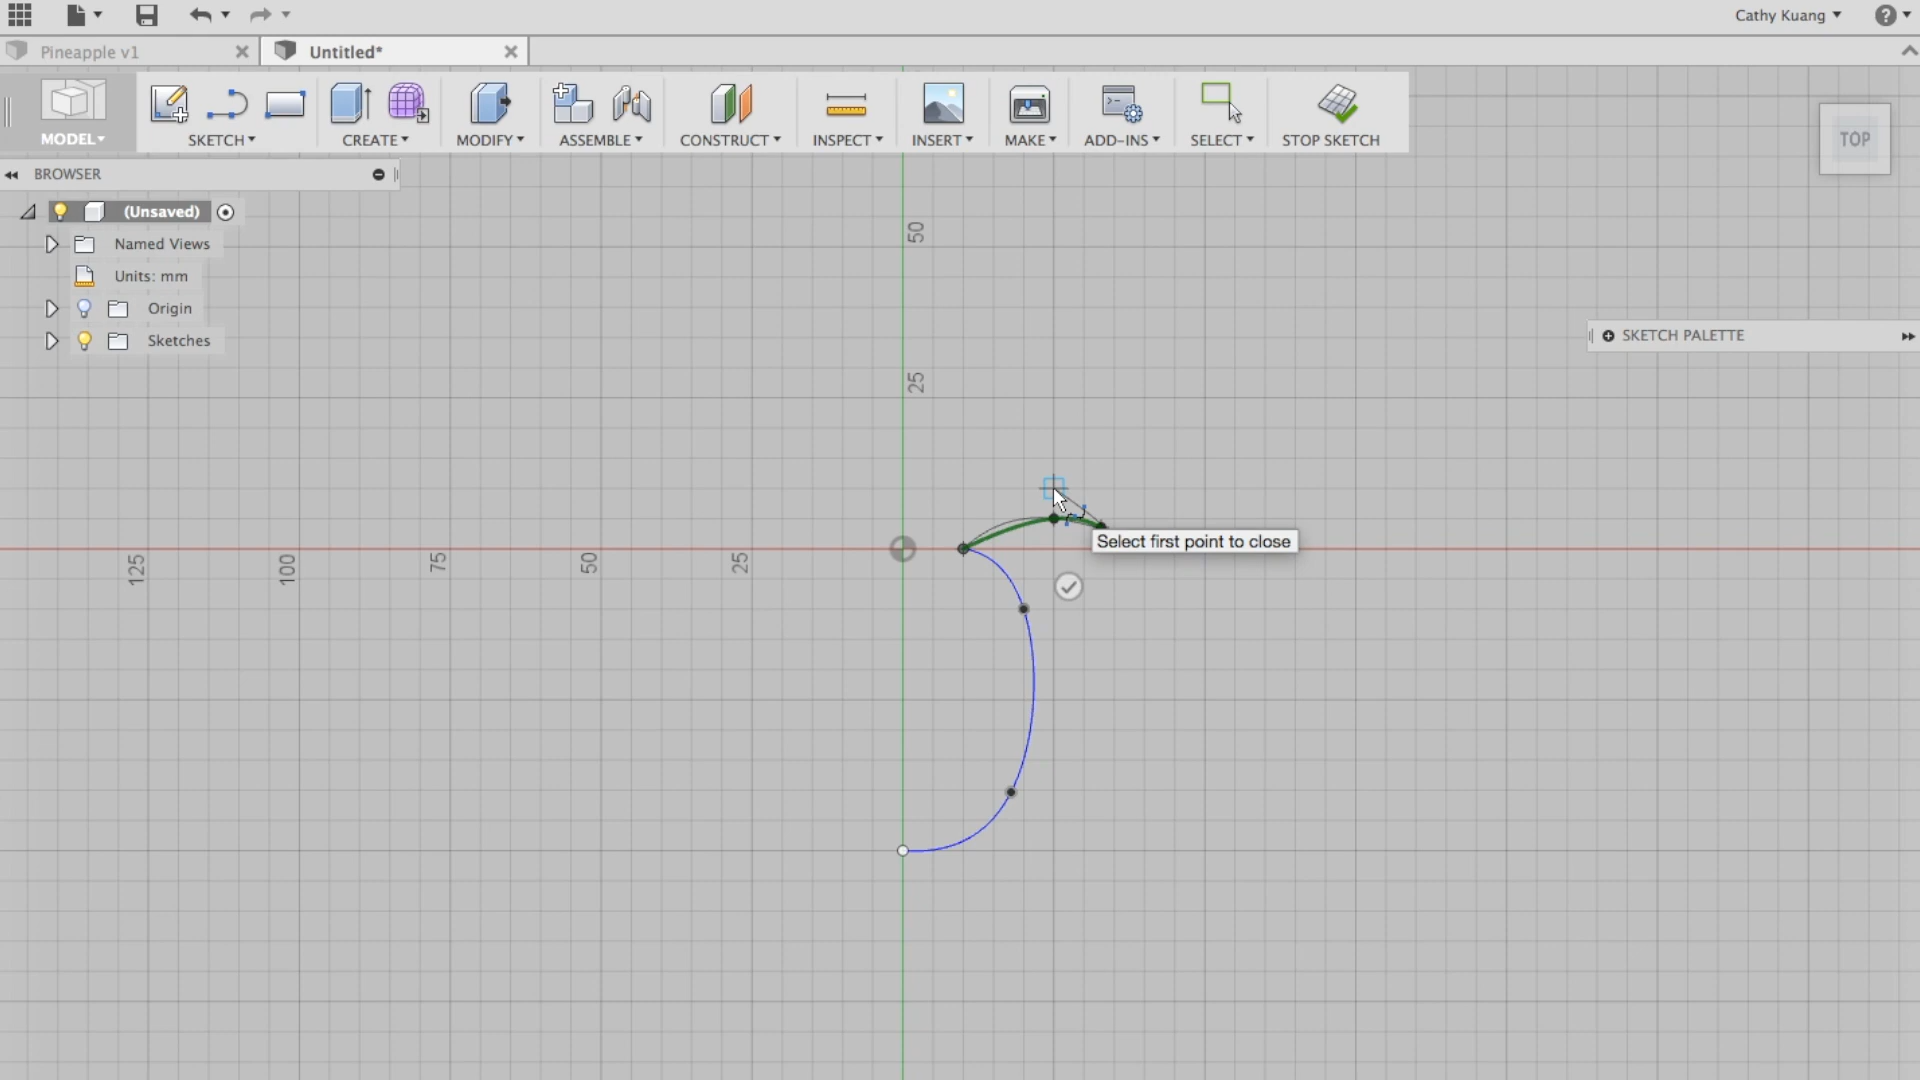 Cathy Kuang
?
Pineapple v1
Untitled*
MODEL
SKETCH
CREATE
MODIFY
ASSEMBLE
CONSTRUCT
INSPECT
INSERT
MAKE
ADD-INS
SELECT
STOP SKETCH
TOP
BROWSER
(Unsaved)
Named Views
Units: mm
Origin
Sketches
SKETCH PALETTE
50
25
125
100
75
50
25
Select first point to close